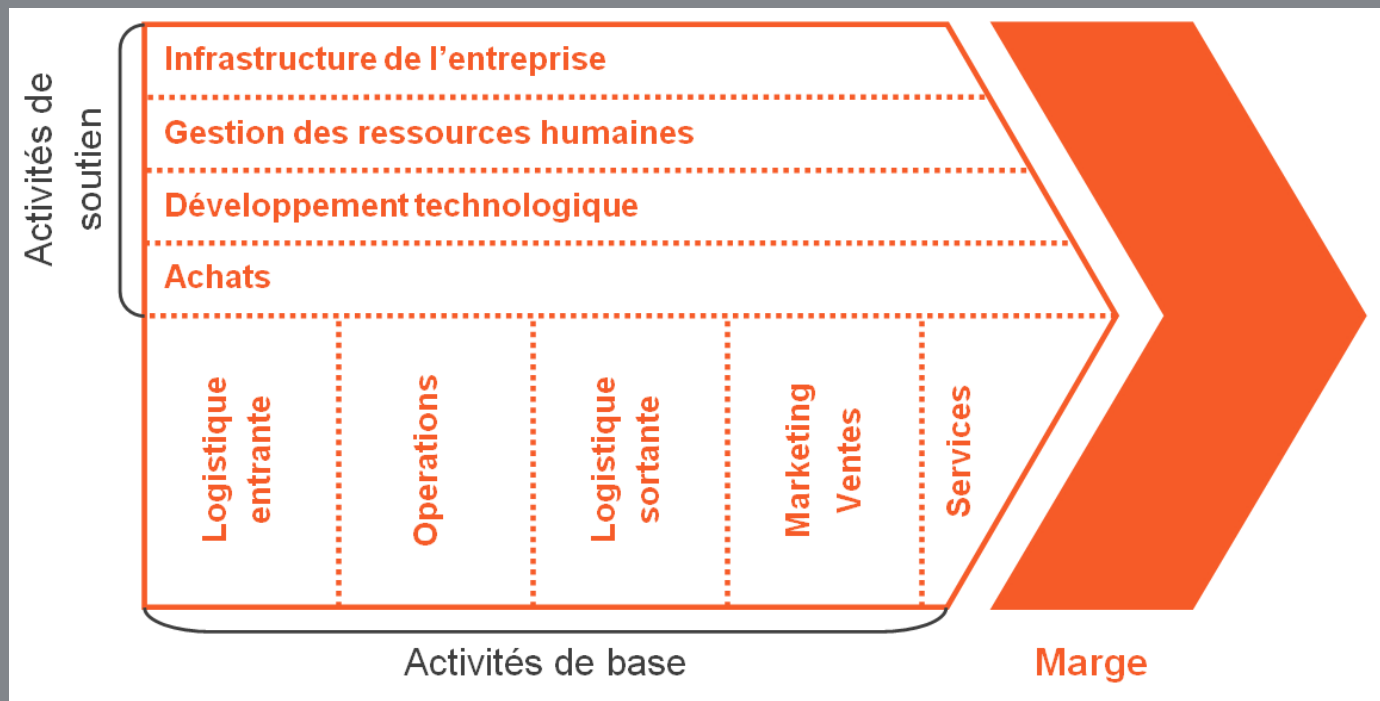 Activités de
soutien
Infrastructure de l’entreprise
Gestion des ressources humaines
Développement technologique
Achats
Logistique
entrante
Operations
Logistique
sortante
Marketing
Ventes
Services
Activités de base
Marge